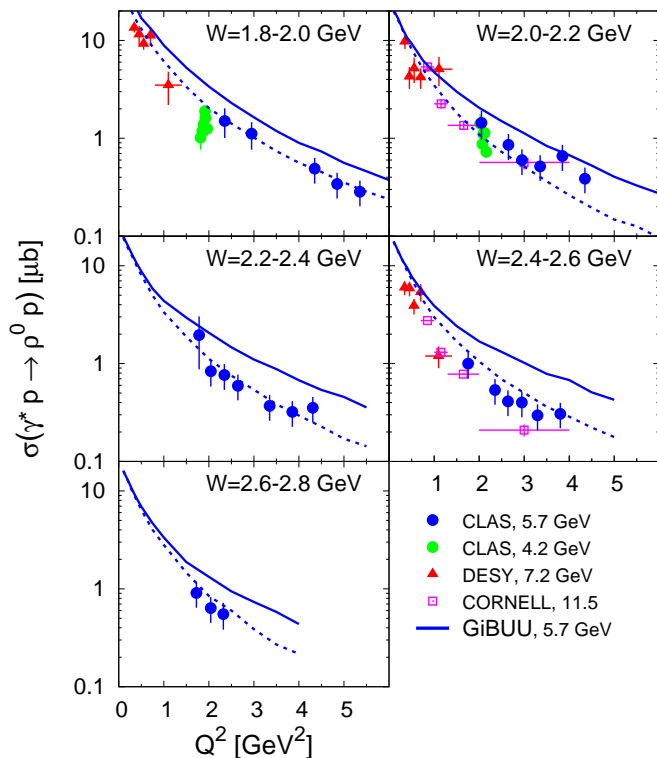 W=1.8-2.0 GeV
W=2.0-2.2 GeV
10
1
0.1
W=2.2-2.4 GeV
W=2.4-2.6 GeV
10
1
0.1
1 2 3 4 5
W=2.6-2.8 GeV
10
1
0.1
0 1 2 3 4 5
Q² [GeV²]
σ(γ* p → ρ⁰ p) [μb]
CLAS, 5.7 GeV
CLAS, 4.2 GeV
DESY, 7.2 GeV
CORNELL, 11.5
GiBUU, 5.7 GeV